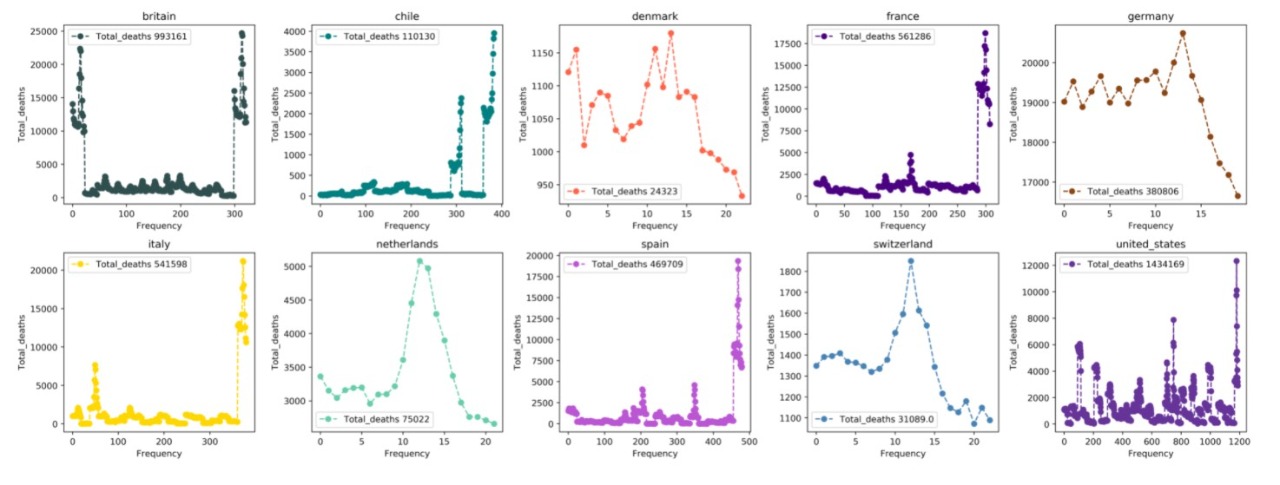 britain
Total_deaths 993161
25000
20000
15000
10000
5000
0
Total_deaths
0 100 200 300
Frequency
chile
Total_deaths 110130
4000
3500
3000
2500
2000
1500
1000
500
0
Total_deaths
0 100 200 300 400
Frequency
denmark
Total_deaths 24323
1150
1100
1050
1000
950
Total_deaths
0 5 10 15 20
Frequency
france
Total_deaths 561286
17500
15000
12500
10000
7500
5000
2500
0
Total_deaths
0 50 100 150 200 250 300
Frequency
germany
Total_deaths 380806
20000
19000
18000
17000
Total_deaths
0 5 10 15
Frequency
italy
Total_deaths 541598
20000
15000
10000
5000
0
Total_deaths
0 100 200 300
Frequency
netherlands
Total_deaths 75022
5000
4500
4000
3500
3000
Total_deaths
0 5 10 15 20
Frequency
spain
Total_deaths 469709
20000
17500
15000
12500
10000
7500
5000
2500
0
Total_deaths
0 100 200 300 400 500
Frequency
switzerland
Total_deaths 31089.0
1800
1700
1600
1500
1400
1300
1200
1100
Total_deaths
0 5 10 15 20
Frequency
united_states
Total_deaths 1434169
12000
10000
8000
6000
4000
2000
0
Total_deaths
0 200 400 600 800 1000 1200
Frequency